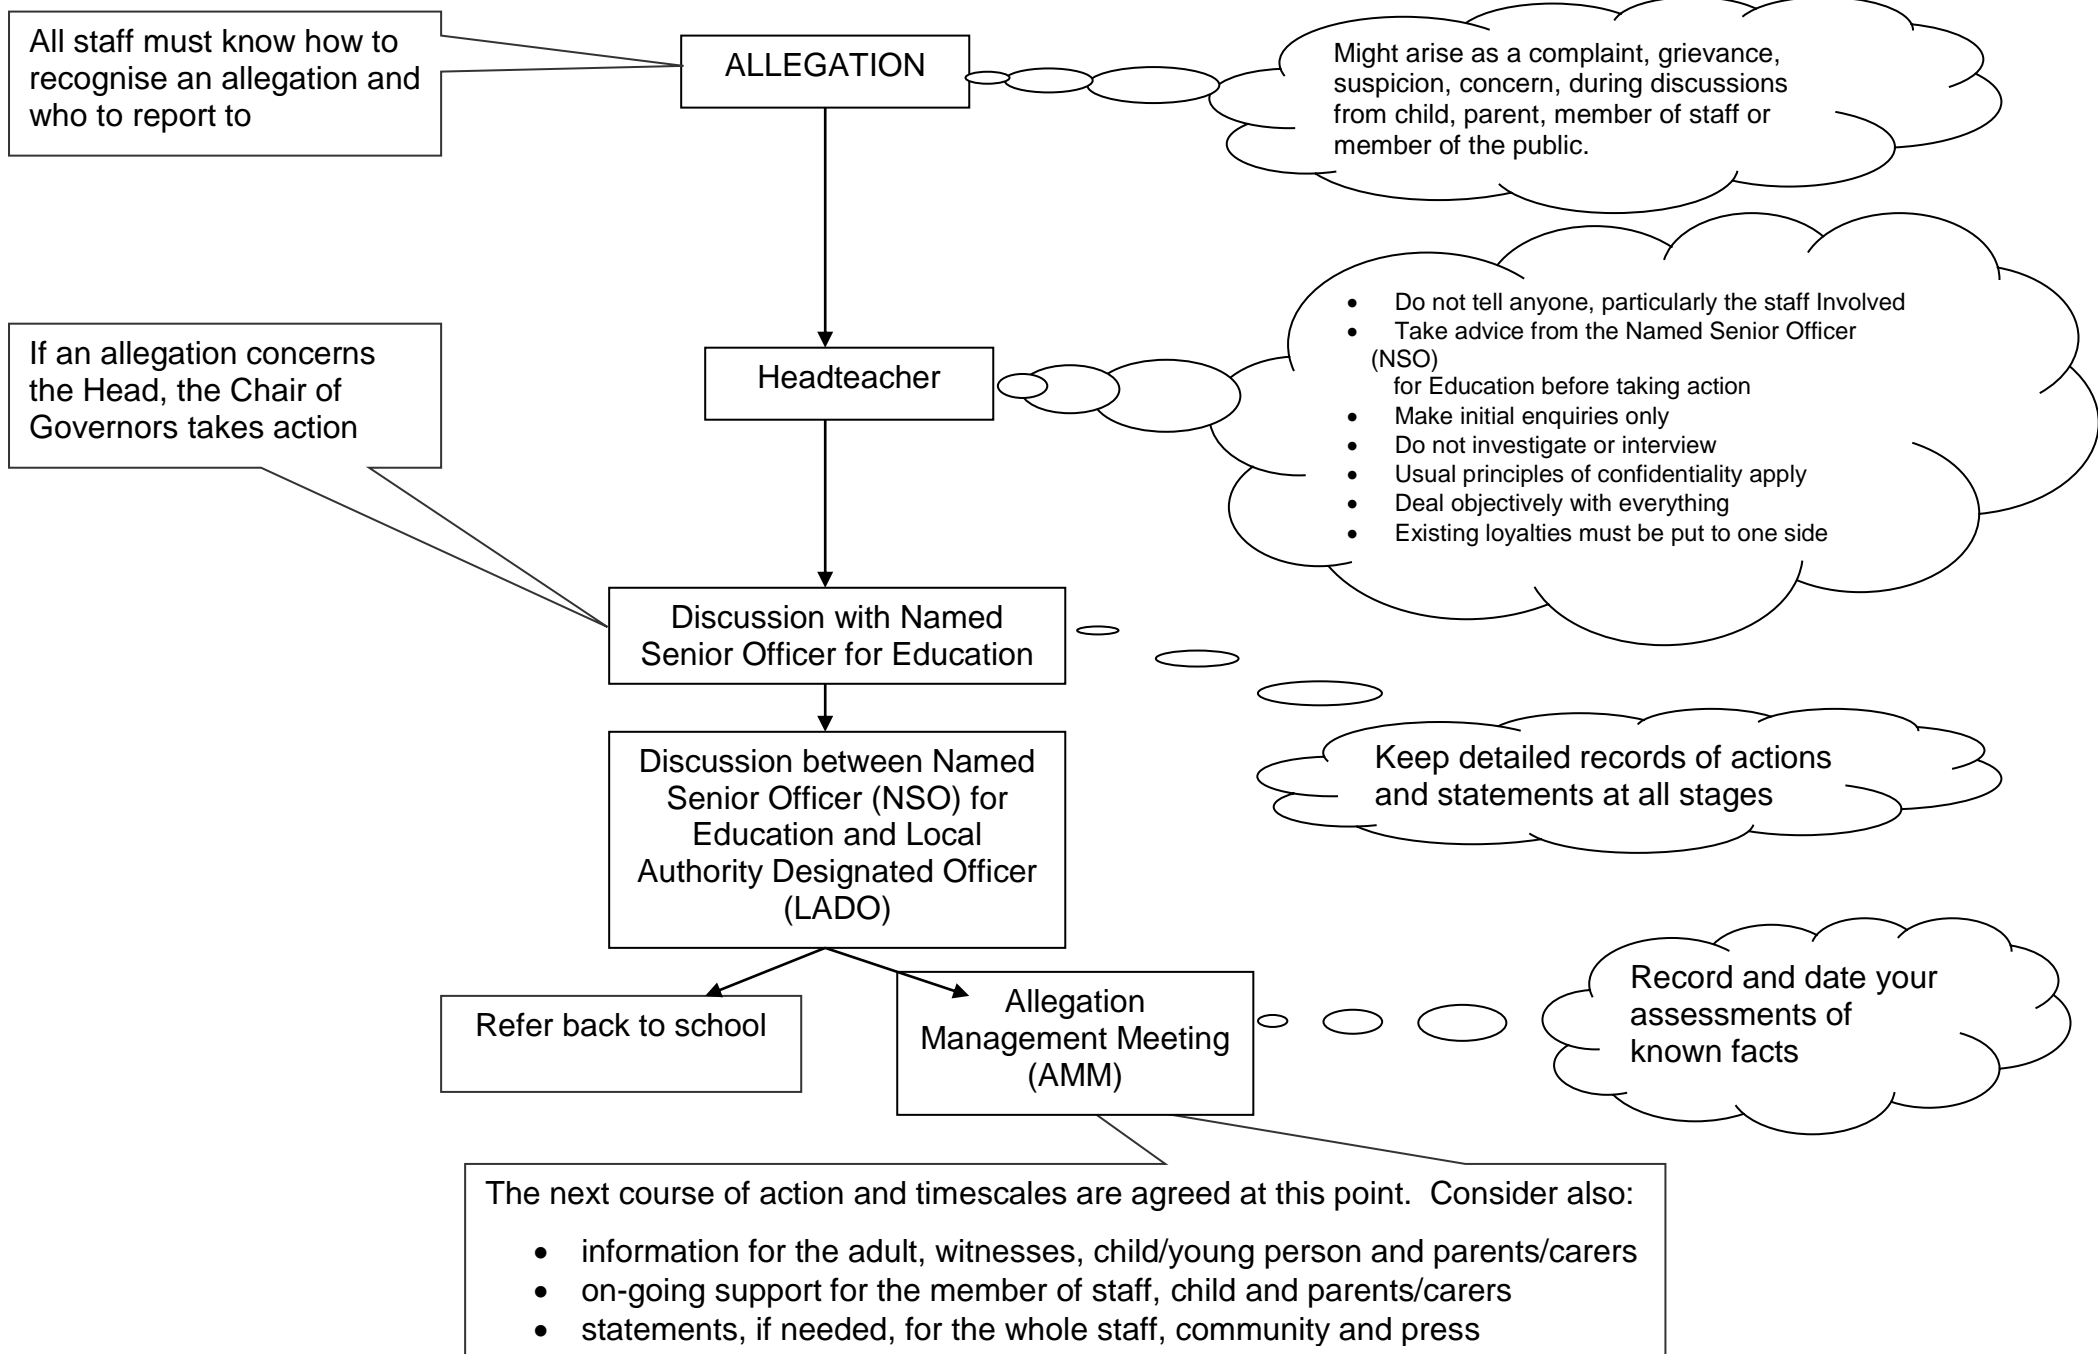 All staff must know how to
recognise an allegation and
who to report to
ALLEGATION
Might arise as a complaint, grievance,
suspicion, concern, during discussions
from child, parent, member of staff or
member of the public.
If an allegation concerns
the Head, the Chair of
Governors takes action
Headteacher
• Do not tell anyone, particularly the staff Involved
• Take advice from the Named Senior Officer
(NSO)
for Education before taking action
• Make initial enquiries only
• Do not investigate or interview
• Usual principles of confidentiality apply
• Deal objectively with everything
• Existing loyalties must be put to one side
Discussion with Named
Senior Officer for Education
Keep detailed records of actions
and statements at all stages
Discussion between Named
Senior Officer (NSO) for
Education and Local
Authority Designated Officer
(LADO)
Refer back to school
Allegation
Management Meeting
(AMM)
Record and date your
assessments of
known facts
The next course of action and timescales are agreed at this point.  Consider also:
• information for the adult, witnesses, child/young person and parents/carers
• on-going support for the member of staff, child and parents/carers
• statements, if needed, for the whole staff, community and press